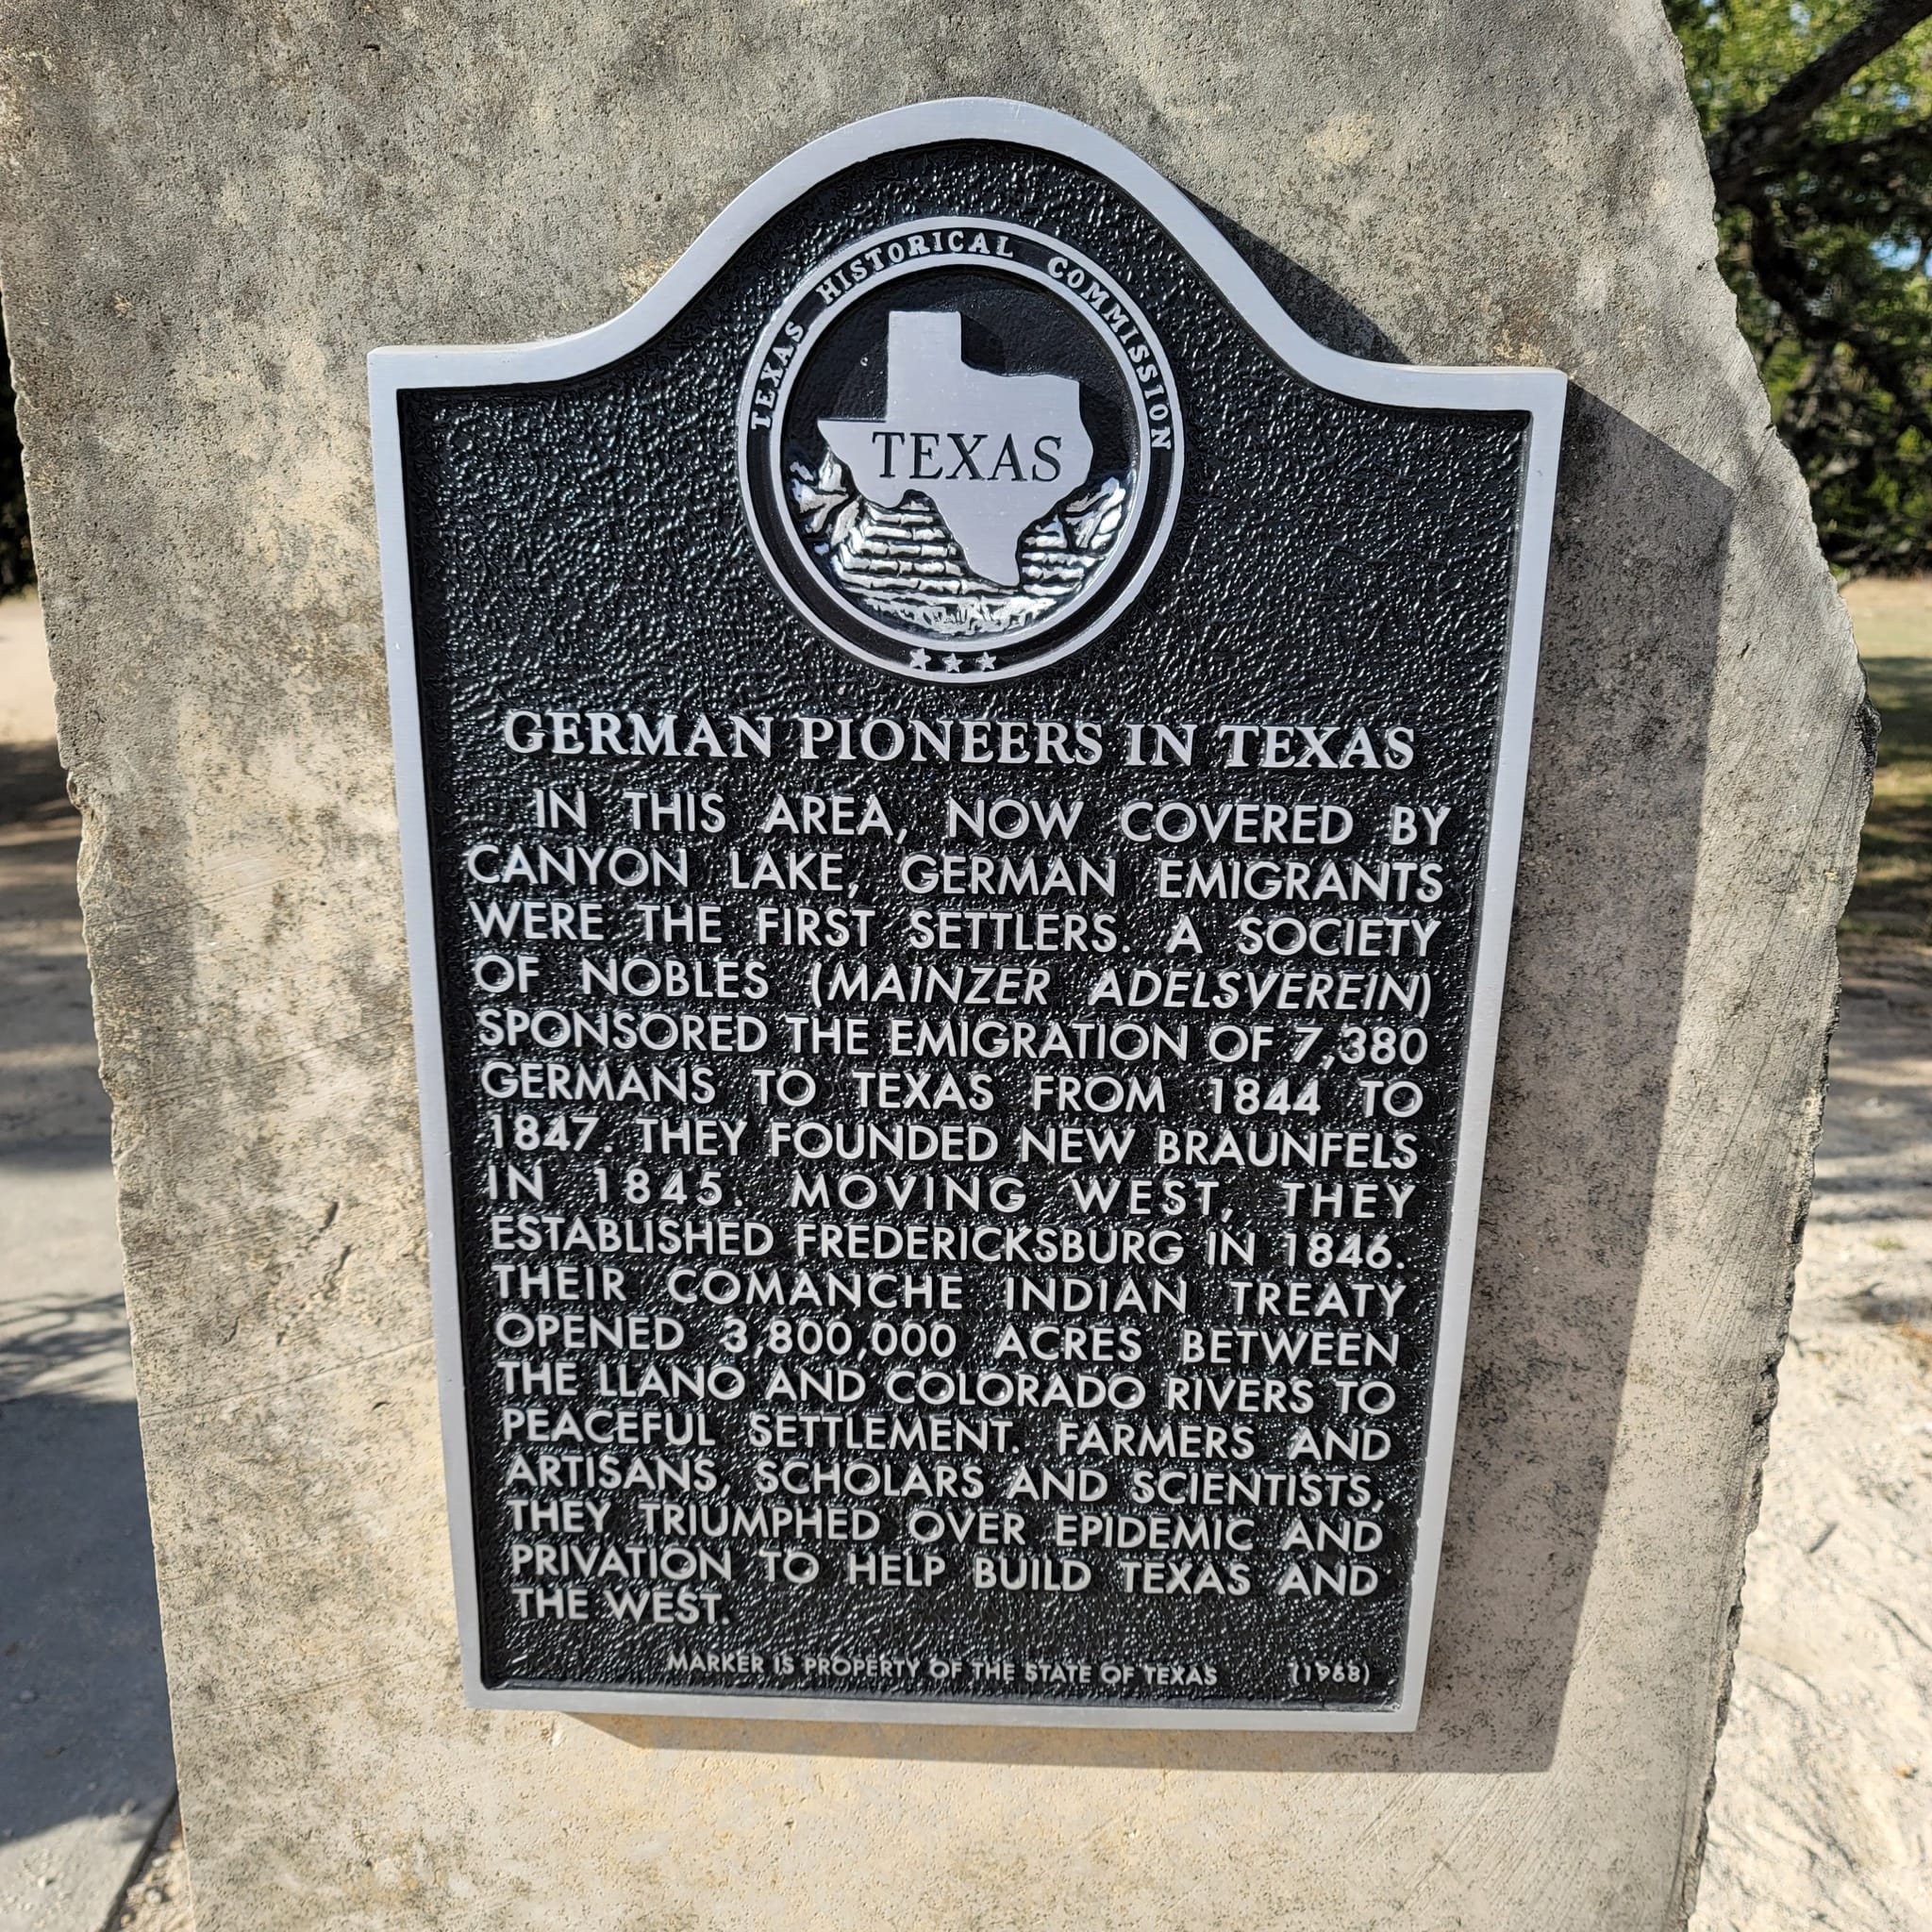 TEXAS HISTORICAL COMMISSION
TEXAS
GERMAN PIONEERS IN TEXAS
IN THIS AREA, NOW COVERED BY
CANYON LAKE, GERMAN EMIGRANTS
WERE THE FIRST SETTLERS. A SOCIETY
OF NOBLES (MAINZER ADELSVEREIN)
SPONSORED THE EMIGRATION OF 7,380
GERMANS TO TEXAS FROM 1844 TO
1847. THEY FOUNDED NEW BRAUNFELS
IN 1845. MOVING WEST, THEY
ESTABLISHED FREDERICKSBURG IN 1846.
THEIR COMANCHE INDIAN TREATY
OPENED 3,800,000 ACRES BETWEEN
THE LLANO AND COLORADO RIVERS TO
PEACEFUL SETTLEMENT. FARMERS AND
ARTISANS, SCHOLARS AND SCIENTISTS,
THEY TRIUMPHED OVER EPIDEMIC AND
PRIVATION TO HELP BUILD TEXAS AND
THE WEST.
MARKER IS PROPERTY OF THE STATE OF TEXAS (1968)